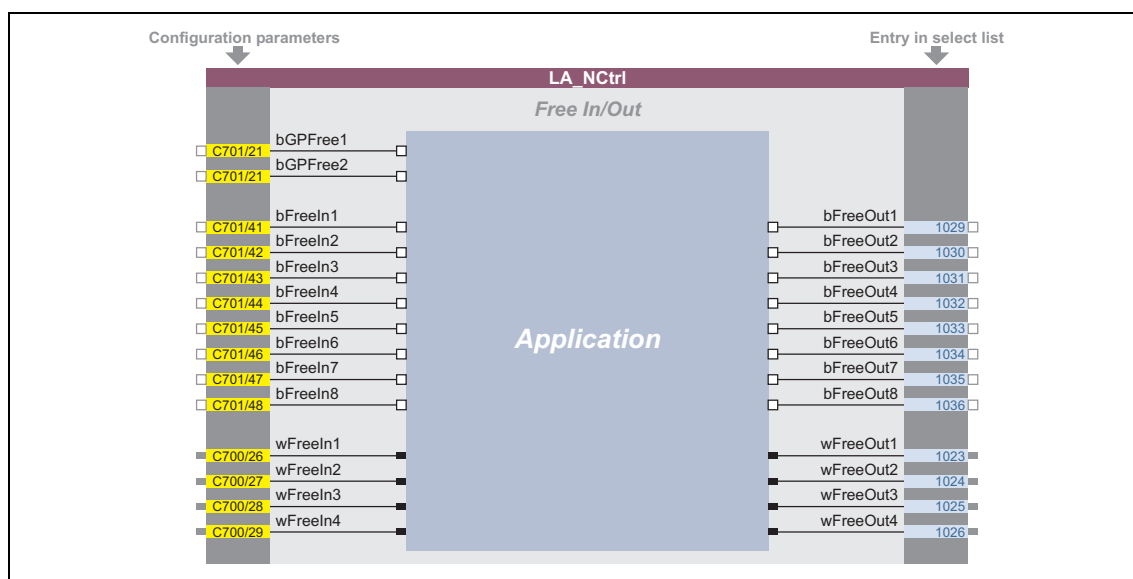 Configuration parameters
Entry in select list
LA_NCtrl
Free In/Out
C701/21 bGPFree1
C701/21 bGPFree2
C701/41 bFreeIn1
C701/42 bFreeIn2
C701/43 bFreeIn3
C701/44 bFreeIn4
C701/45 bFreeIn5
C701/46 bFreeIn6
C701/47 bFreeIn7
C701/48 bFreeIn8
C700/26 wFreeIn1
C700/27 wFreeIn2
C700/28 wFreeIn3
C700/29 wFreeIn4
Application
bFreeOut1 1029
bFreeOut2 1030
bFreeOut3 1031
bFreeOut4 1032
bFreeOut5 1033
bFreeOut6 1034
bFreeOut7 1035
bFreeOut8 1036
wFreeOut1 1023
wFreeOut2 1024
wFreeOut3 1025
wFreeOut4 1026